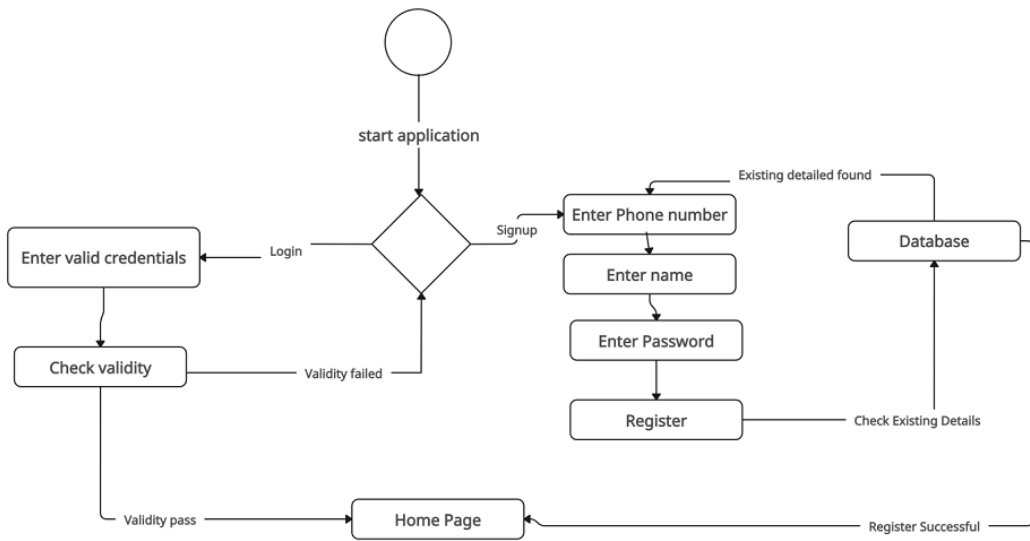 start application
Existing detailed found
Enter Phone number
Signup
Database
Login
Enter valid credentials
Enter name
Enter Password
Check validity
Validity failed
Register
Check Existing Details
Validity pass
Home Page
Register Successful